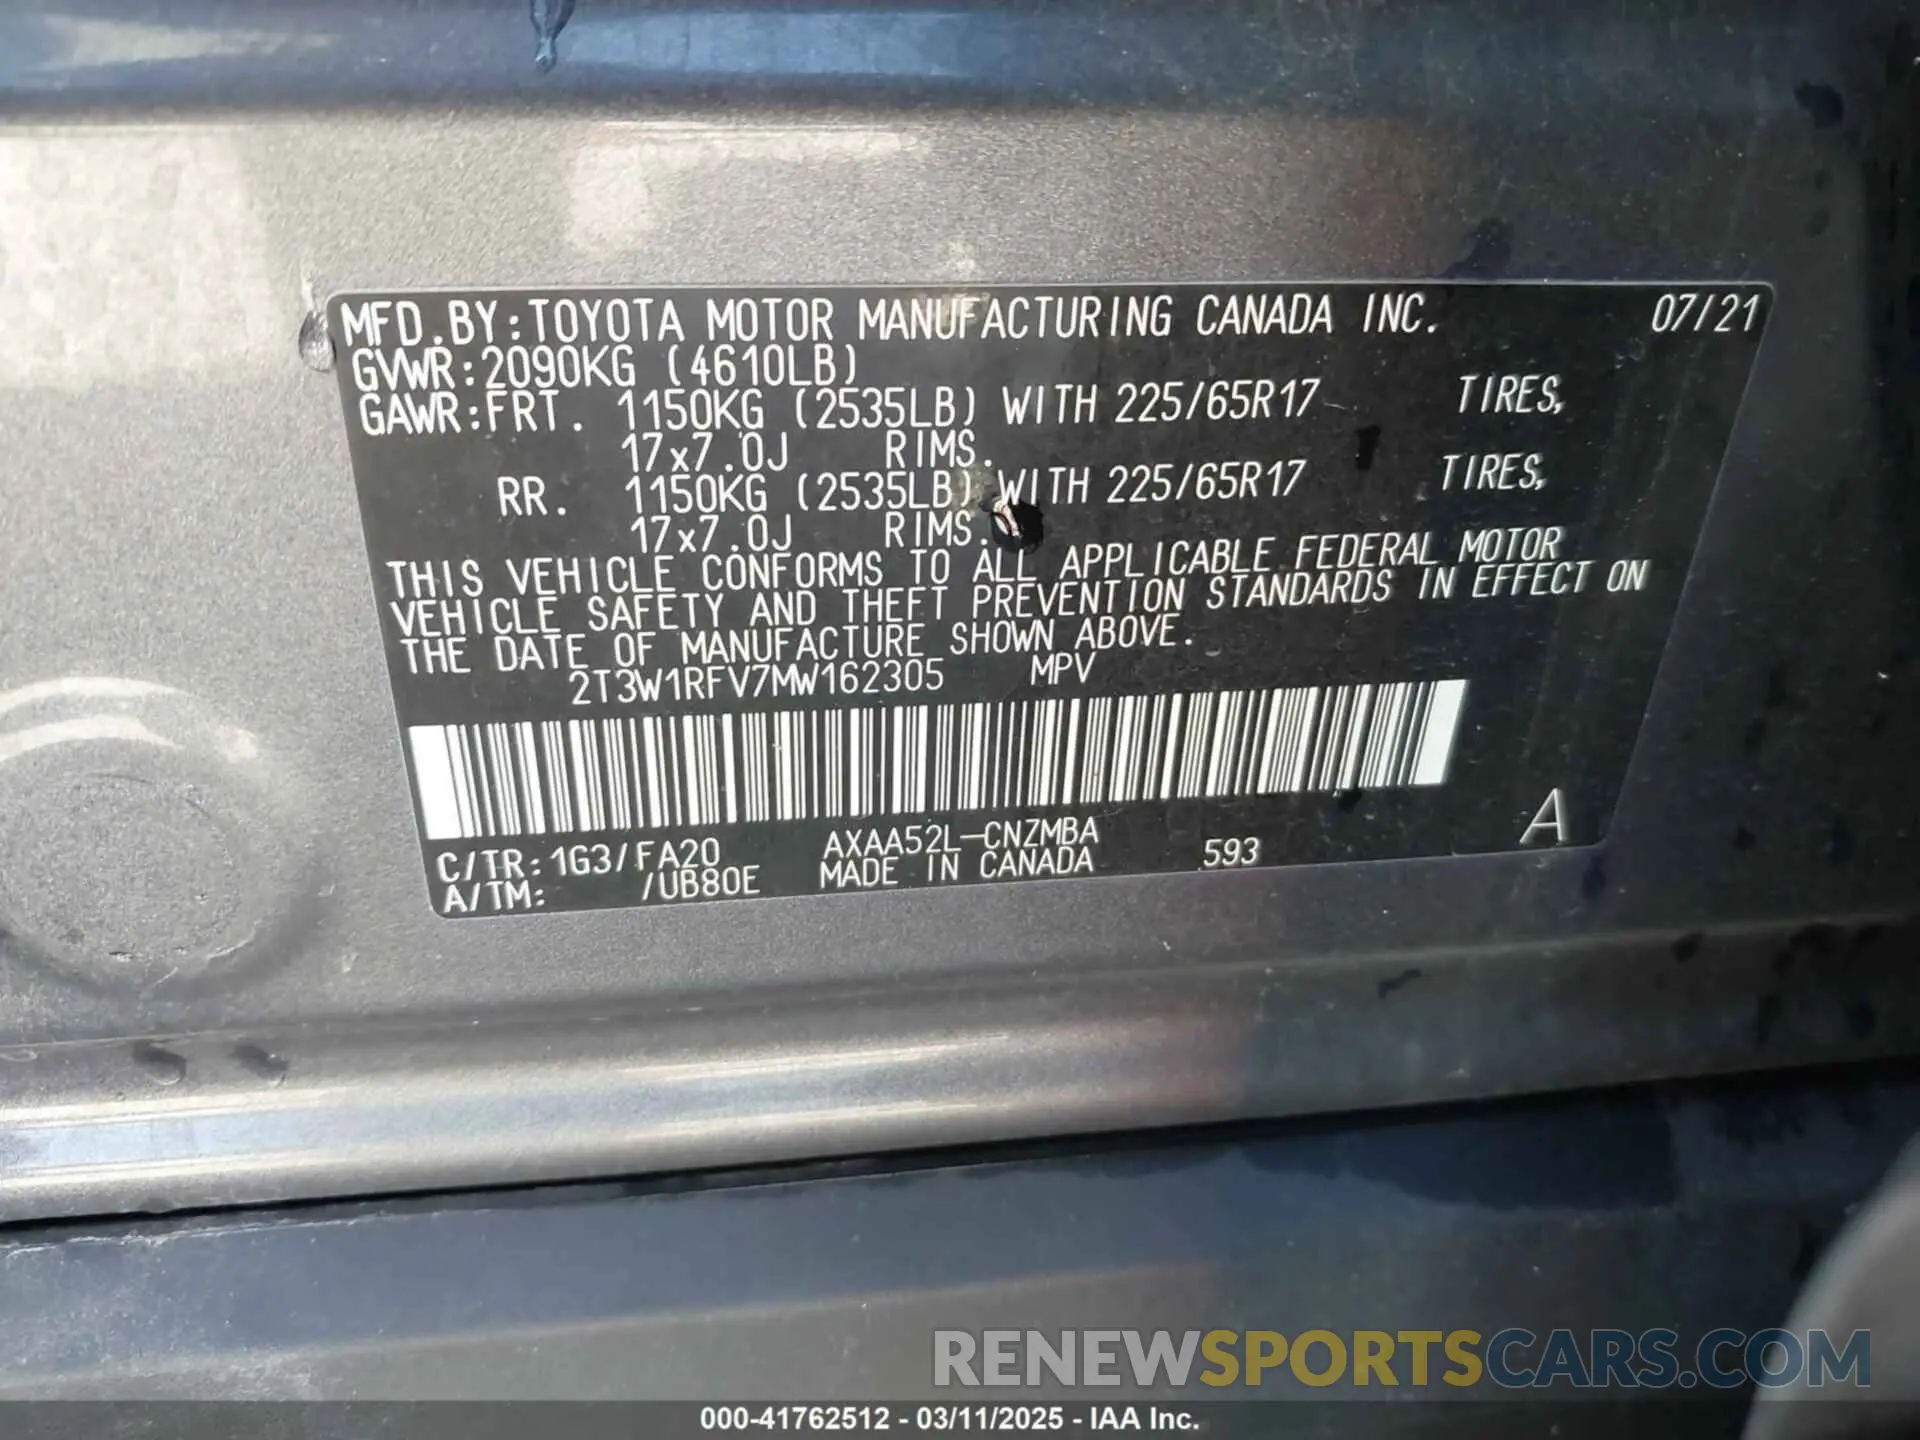 MFD.BY:TOYOTA MOTOR MANUFACTURING CANADA INC. 07/21
GVWR:2090KG (4610LB)
GAWR:FRT. 1150KG (2535LB) WITH 225/65R17 TIRES,
17x7.0J RIMS.
RR. 1150KG (2535LB) WITH 225/65R17 TIRES,
17x7.0J RIMS.
THIS VEHICLE CONFORMS TO ALL APPLICABLE FEDERAL MOTOR
VEHICLE SAFETY AND THEFT PREVENTION STANDARDS IN EFFECT ON
THE DATE OF MANUFACTURE SHOWN ABOVE.
2T3W1RFV7MW162305 MPV
C/TR:1G3/FA20 AXAA52L-CNZMBA 593 A
A/TM: /UB80E MADE IN CANADA
RENEWSPORTSCARS.COM
000-41762512 - 03/11/2025 - IAA Inc.